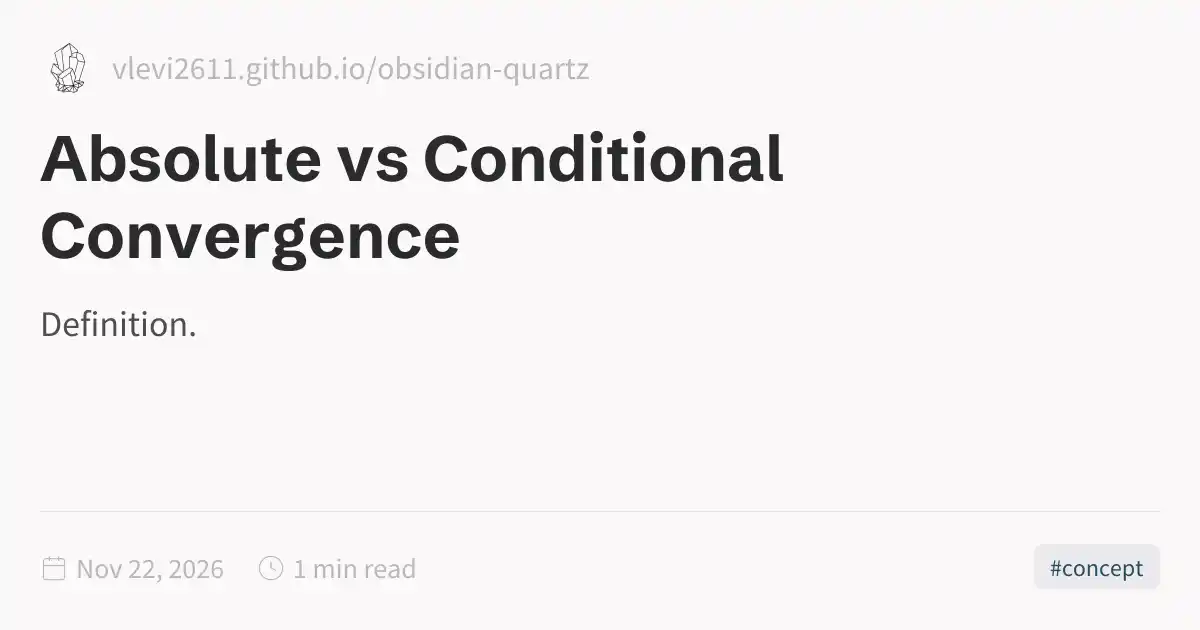 vlevi2611.github.io/obsidian-quartz
Absolute vs Conditional
Convergence
Definition.
Nov 22, 2026
1 min read
#concept